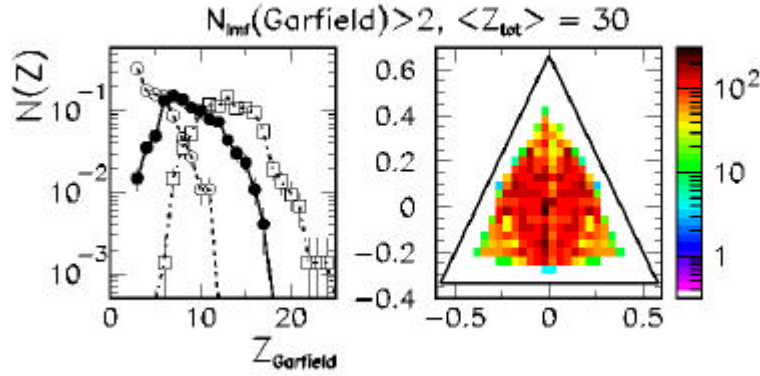 N_imf(Garfield)>2, <Z_tot> = 30
N(Z)
10^-1
10^-2
10^-3
0 10 20
Z_Garfield
0.6
0.4
0.2
0
−0.2
−0.4
−0.5 0 0.5
10^2
10
1